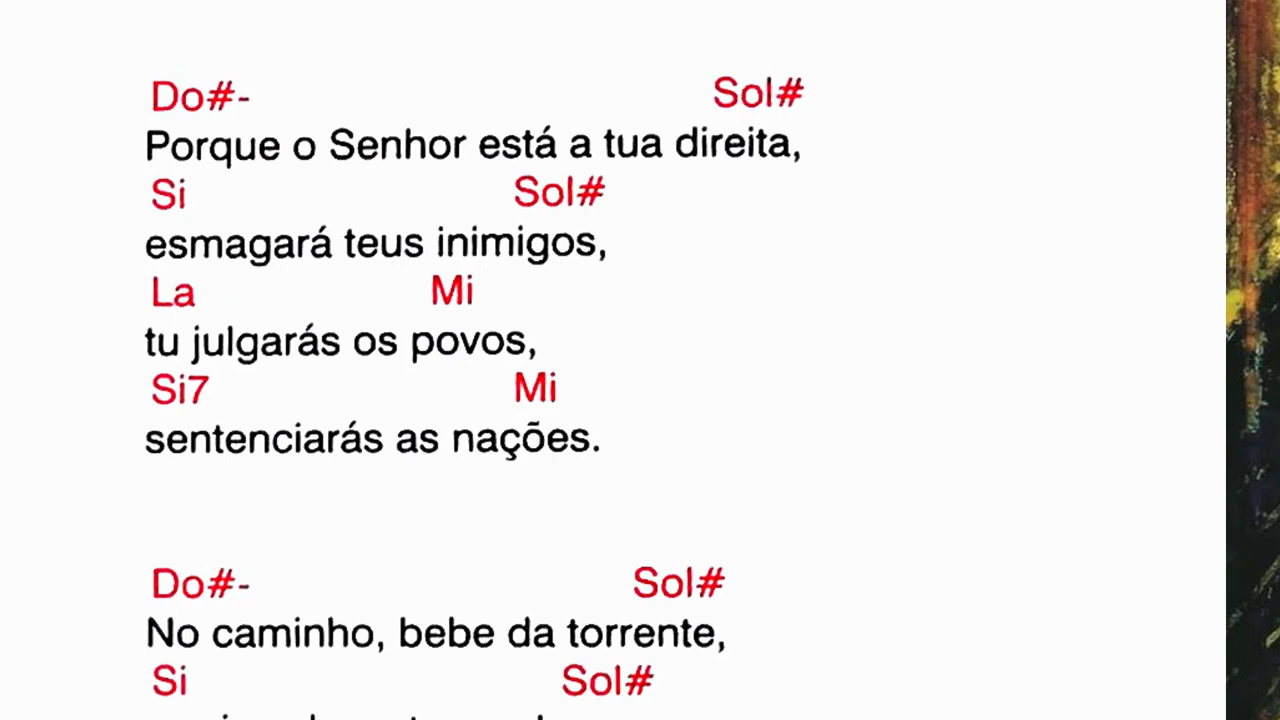 Do#- Sol#
Porque o Senhor está a tua direita,
Si Sol#
esmagará teus inimigos,
La Mi
tu julgarás os povos,
Si7 Mi
sentenciarás as nações.
Do#- Sol#
No caminho, bebe da torrente,
Si Sol#